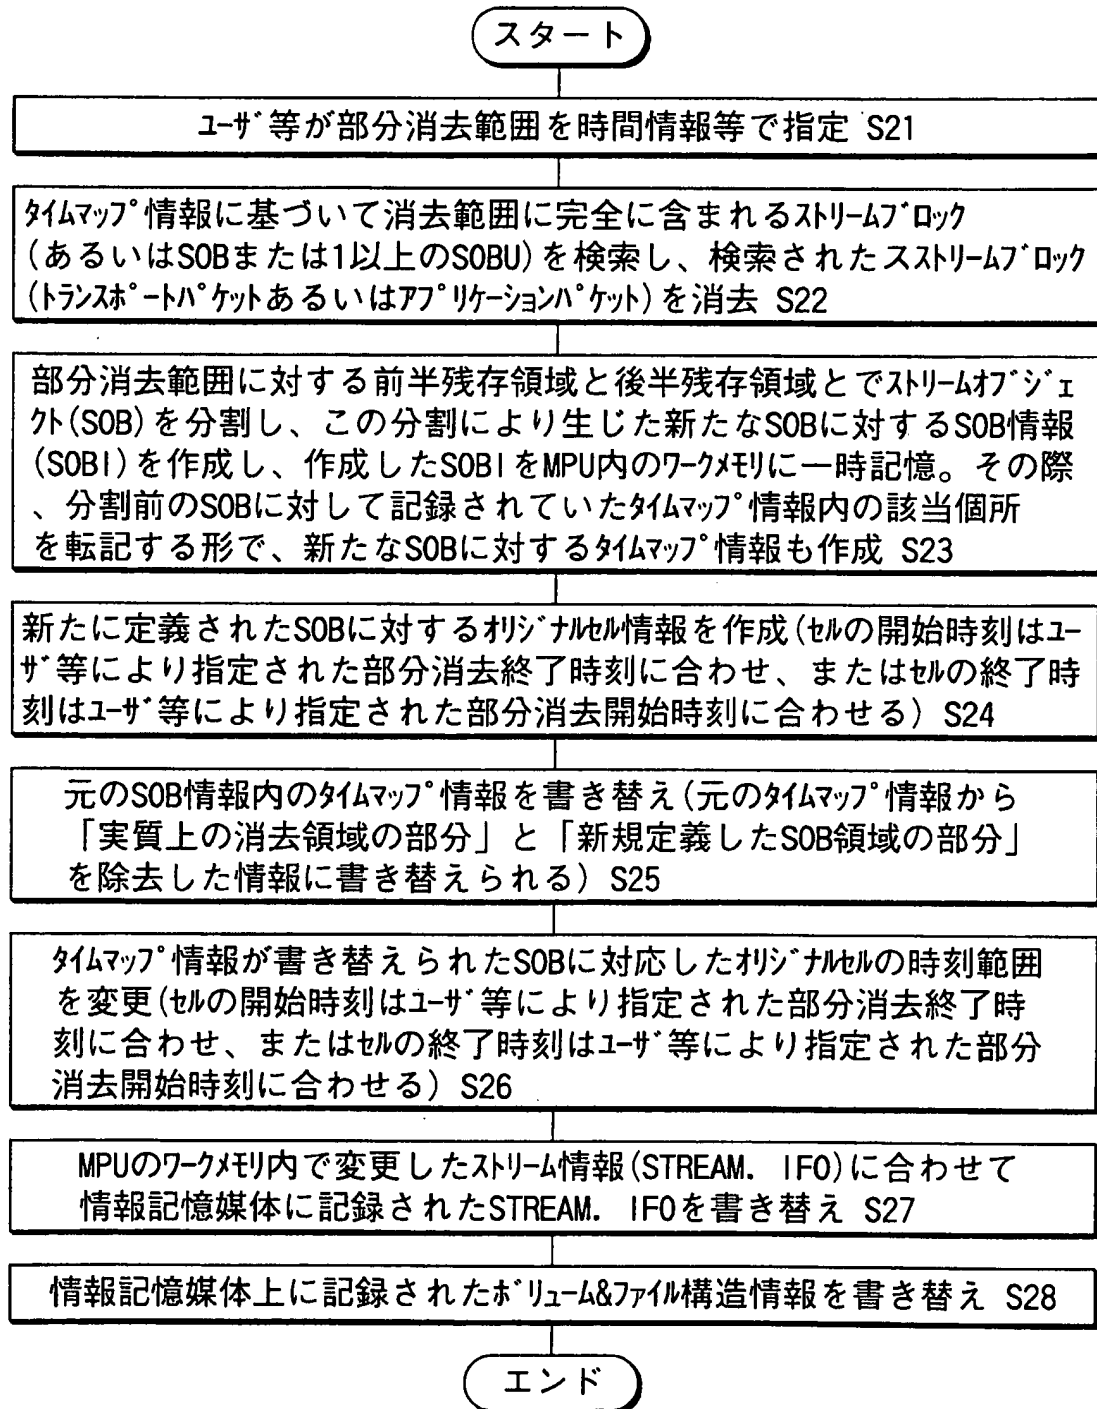 スタート
ユーザ等が部分消去範囲を時間情報等で指定 S21
タイムマップ情報に基づいて消去範囲に完全に含まれるストリームブロック
(あるいはSOBまたは1以上のSOBU)を検索し、検索されたスストリームブロック
(トランスポートパケットあるいはアプリケーションパケット)を消去 S22
部分消去範囲に対する前半残存領域と後半残存領域とでストリームオブジェ
クト(SOB)を分割し、この分割により生じた新たなSOBに対するSOB情報
(SOBI)を作成し、作成したSOBIをMPU内のワークメモリに一時記憶。その際
、分割前のSOBに対して記録されていたタイムマップ情報内の該当個所
を転記する形で、新たなSOBに対するタイムマップ情報も作成 S23
新たに定義されたSOBに対するオリジナルセル情報を作成(セルの開始時刻はユー
ザ等により指定された部分消去終了時刻に合わせ、またはセルの終了時
刻はユーザ等により指定された部分消去開始時刻に合わせる) S24
元のSOB情報内のタイムマップ情報を書き替え(元のタイムマップ情報から
「実質上の消去領域の部分」と「新規定義したSOB領域の部分」
を除去した情報に書き替えられる) S25
タイムマップ情報が書き替えられたSOBに対応したオリジナルセルの時刻範囲
を変更(セルの開始時刻はユーザ等により指定された部分消去終了時
刻に合わせ、またはセルの終了時刻はユーザ等により指定された部分
消去開始時刻に合わせる) S26
MPUのワークメモリ内で変更したストリーム情報(STREAM. IFO)に合わせて
情報記憶媒体に記録されたSTREAM. IFOを書き替え S27
情報記憶媒体上に記録されたボリューム&ファイル構造情報を書き替え S28
エンド